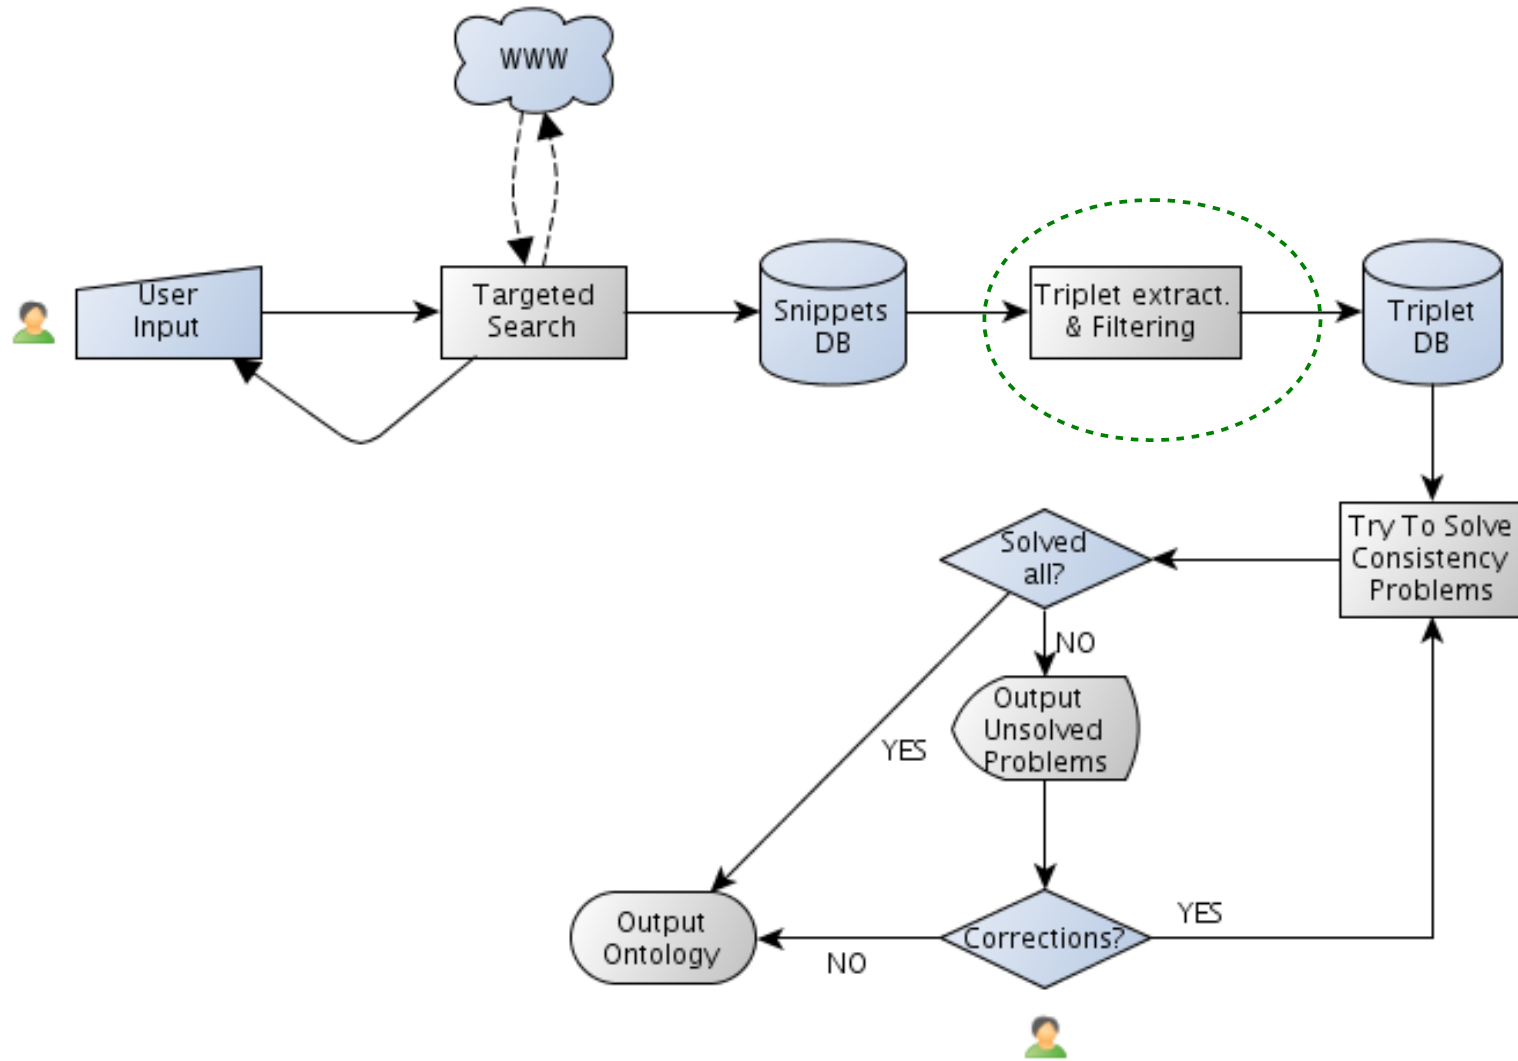 WWW
User
Input
Targeted
Search
Snippets
DB
Triplet extract.
& Filtering
Triplet
DB
Try To Solve
Consistency
Problems
Solved
all?
NO
Output
Unsolved
Problems
YES
Corrections?
YES
NO
Output
Ontology